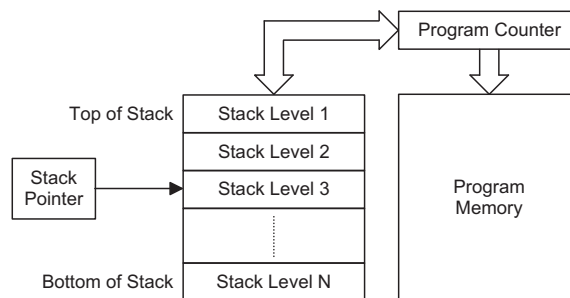 Program Counter
Top of Stack
Stack Level 1
Stack Level 2
Stack
Pointer
Stack Level 3
Program
Memory
Bottom of Stack
Stack Level N